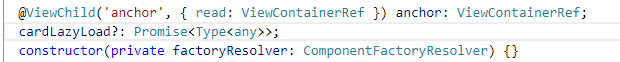 @ViewChild('anchor', { read: ViewContainerRef }) anchor: ViewContainerRef;
cardLazyLoad?: Promise<Type<any>>;
constructor(private factoryResolver: ComponentFactoryResolver) {}